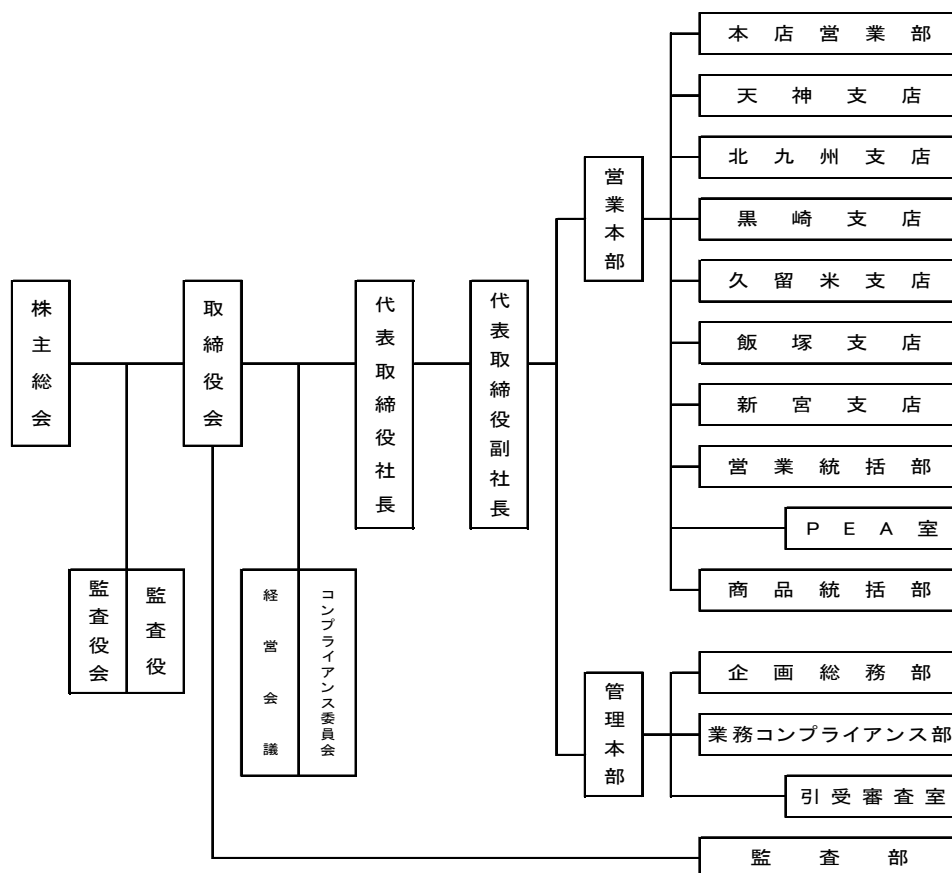 株主総会
監査役会
監査役
取締役会
経営会議
コンプライアンス委員会
代表取締役社長
代表取締役副社長
営業本部
本店営業部
天神支店
北九州支店
黒崎支店
久留米支店
飯塚支店
新宮支店
営業統括部
PEA室
商品統括部
管理本部
企画総務部
業務コンプライアンス部
引受審査室
監査部